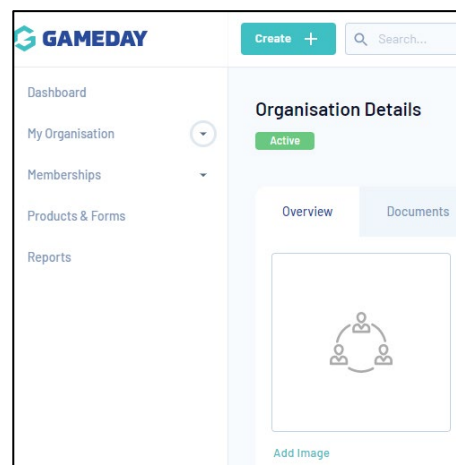 GAMEDAY
Create +
Search...
Dashboard
My Organisation
Memberships
Products & Forms
Reports
Organisation Details
Active
Overview
Documents
Add Image